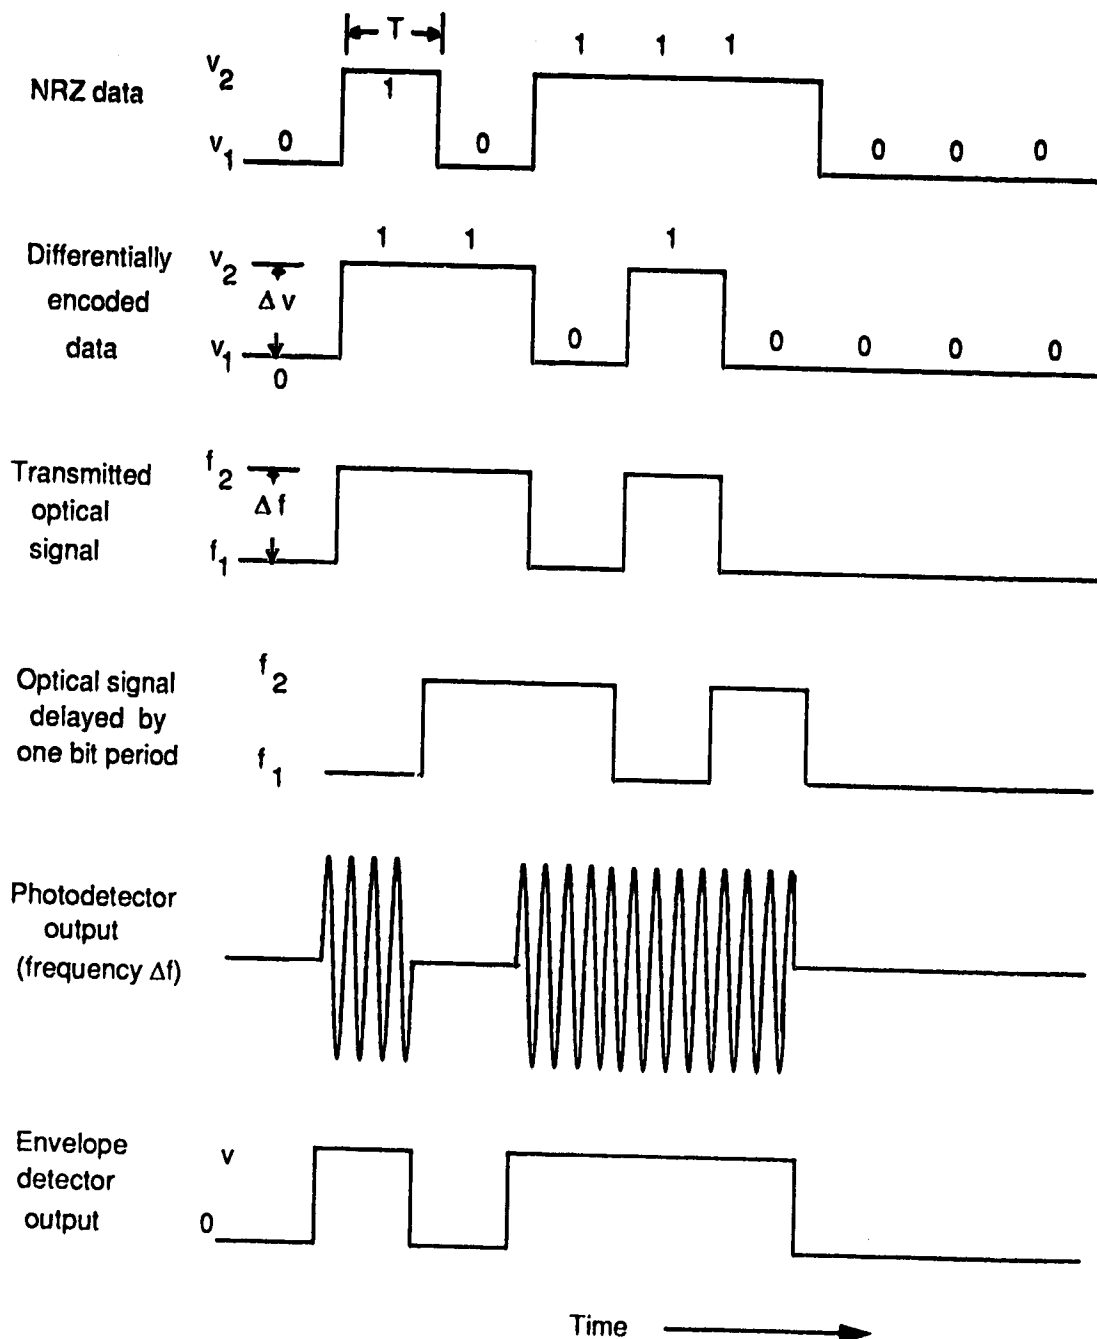 T
1 1 1
v2
NRZ data
1
v1 0 0 0 0 0
Differentially
encoded
data
1 1 1
v2
Δ v
v1
0
0 0 0 0 0
Transmitted
optical
signal
f2
Δ f
f1
Optical signal
delayed by
one bit period
f2
f1
Photodetector
output
(frequency Δf)
Envelope
detector
output
v
0
Time